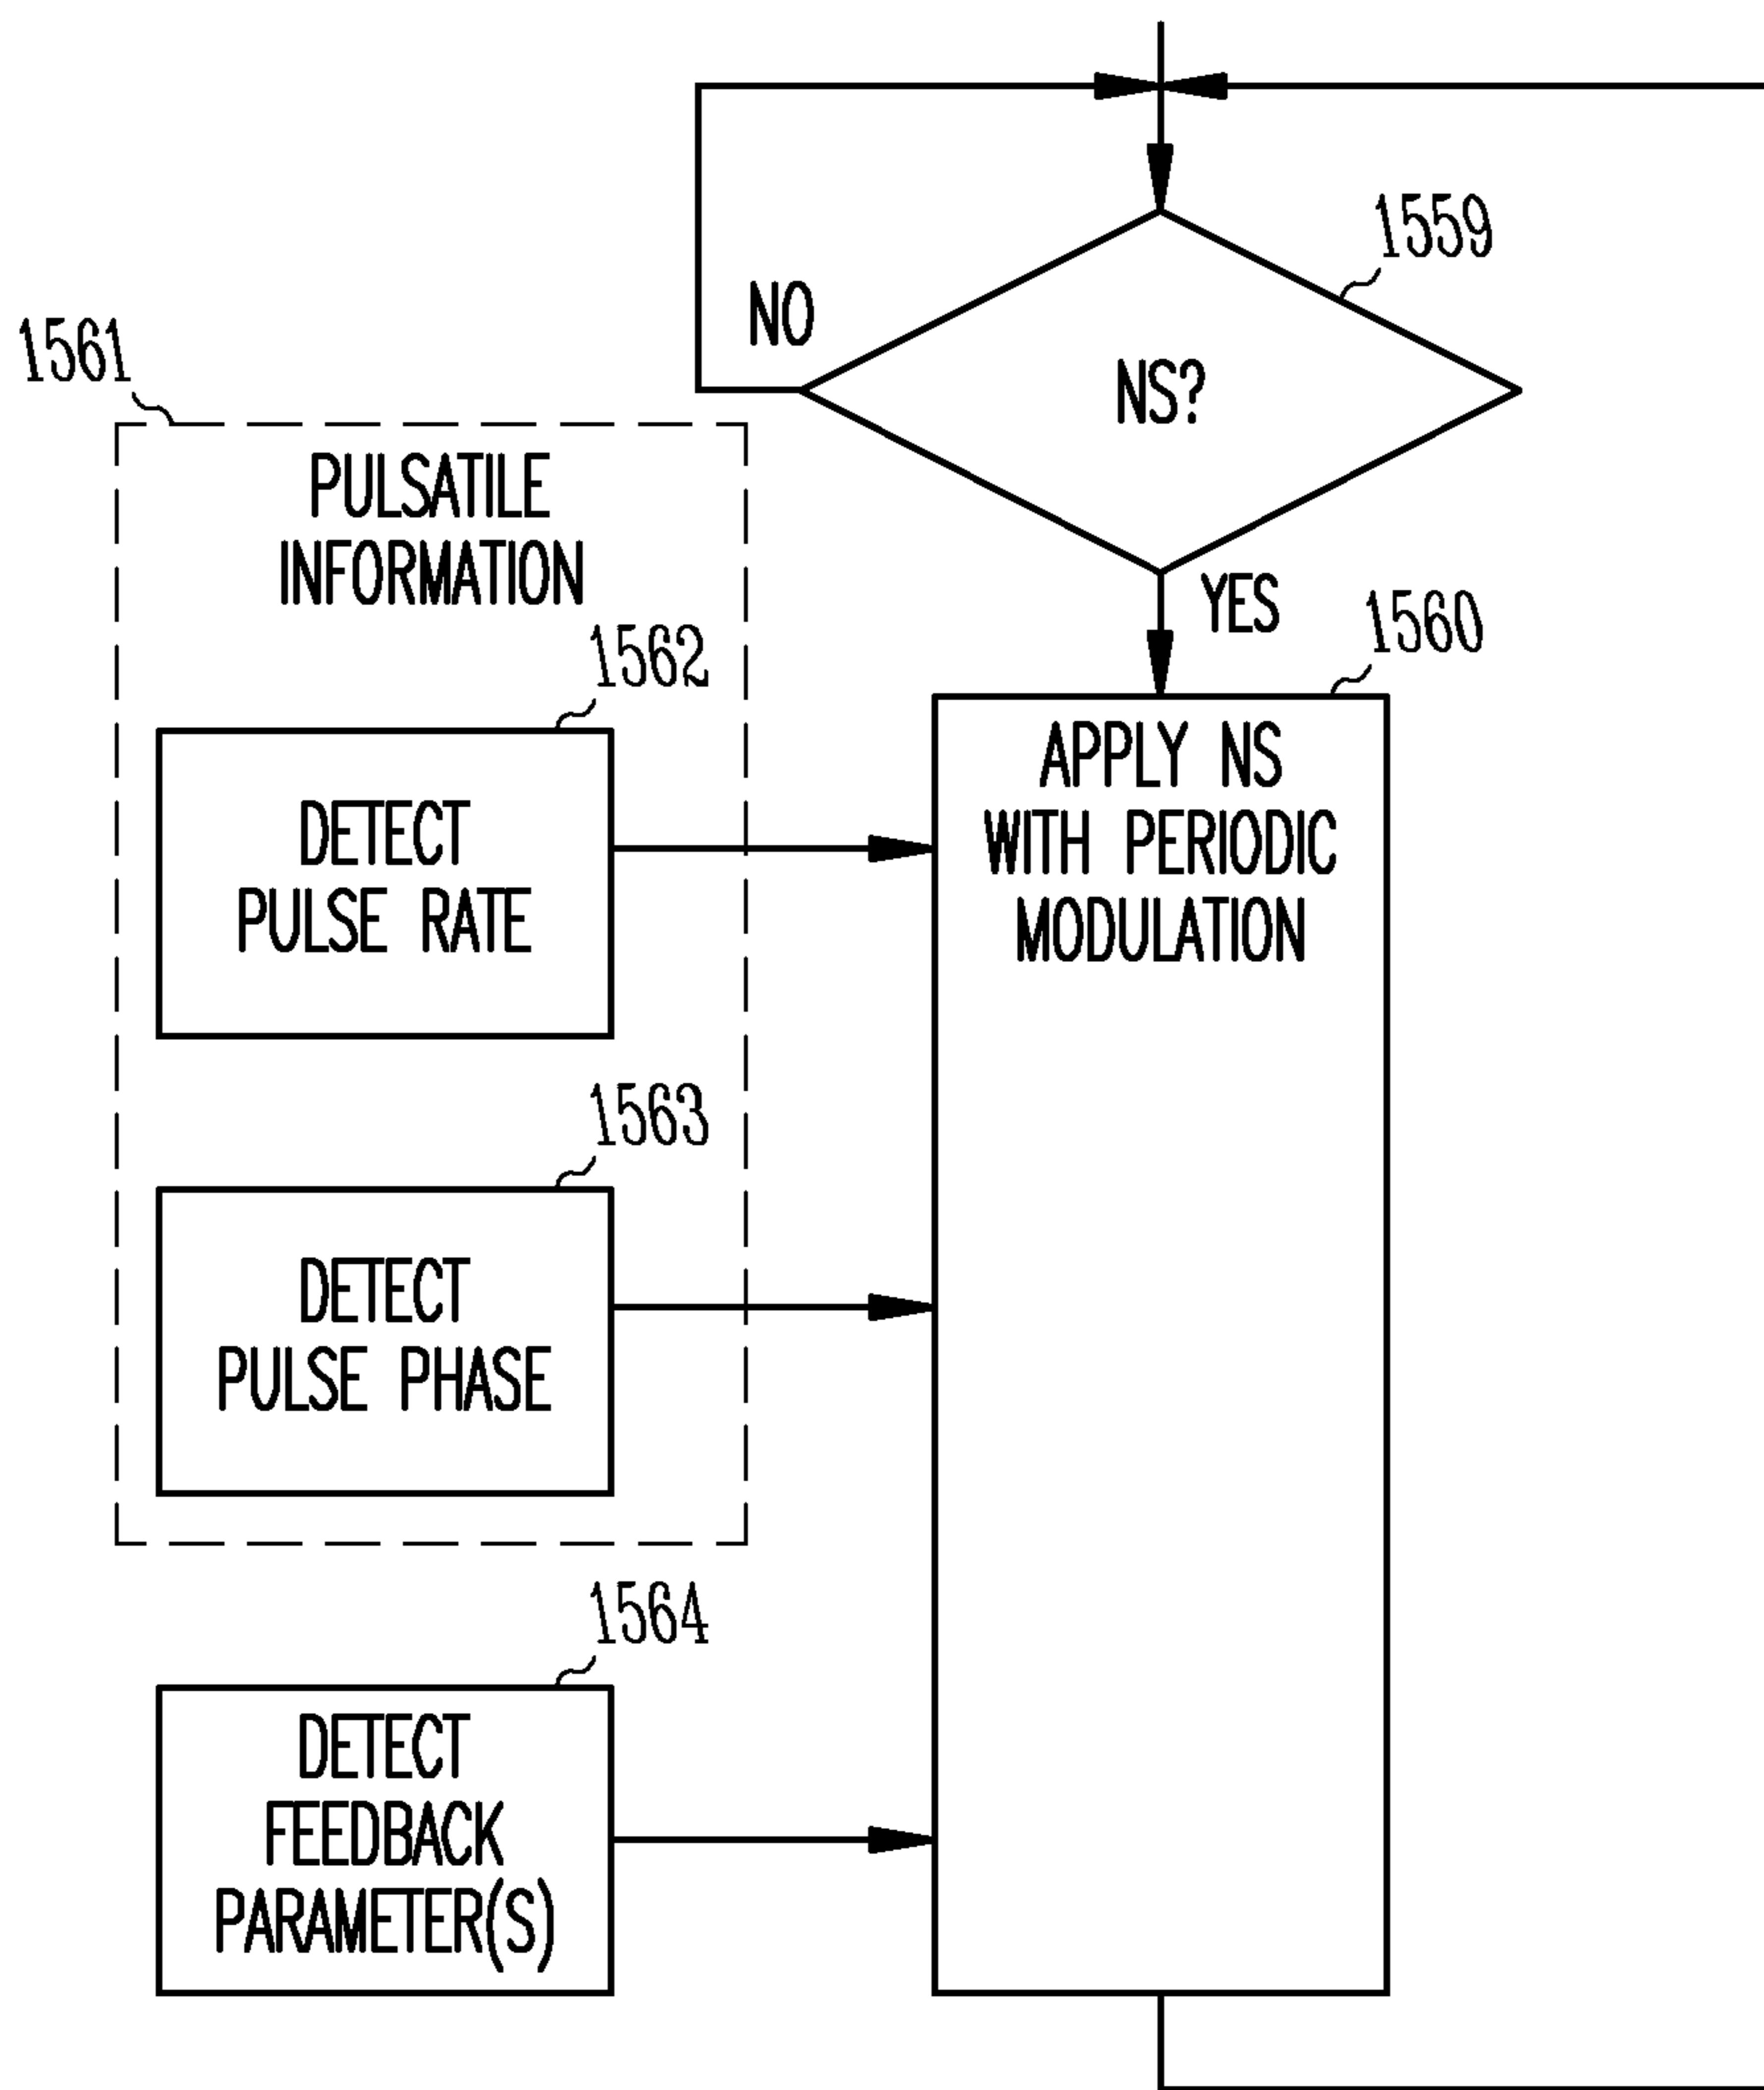 1559
NO
NS?
1561
PULSATILE
INFORMATION
YES
1560
1562
APPLY NS
WITH PERIODIC
MODULATION
DETECT
PULSE RATE
1563
DETECT
PULSE PHASE
1564
DETECT
FEEDBACK
PARAMETER(S)